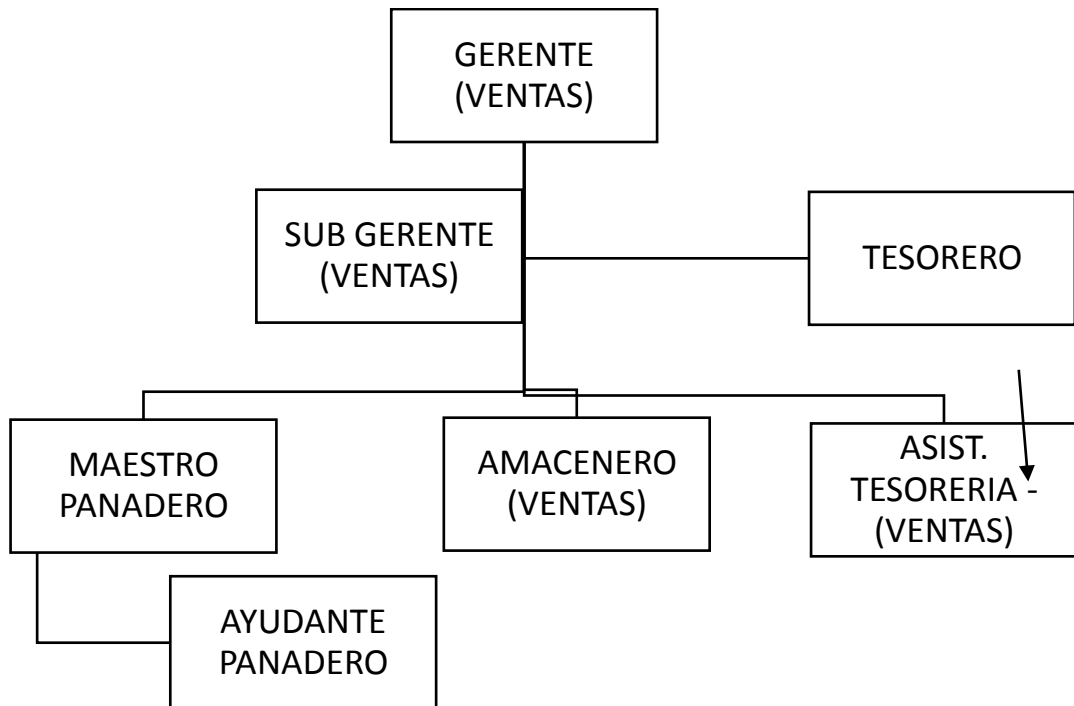 GERENTE
(VENTAS)
SUB GERENTE
(VENTAS)
TESORERO
MAESTRO
PANADERO
AMACENERO
(VENTAS)
ASIST.
TESORERIA -
(VENTAS)
AYUDANTE
PANADERO